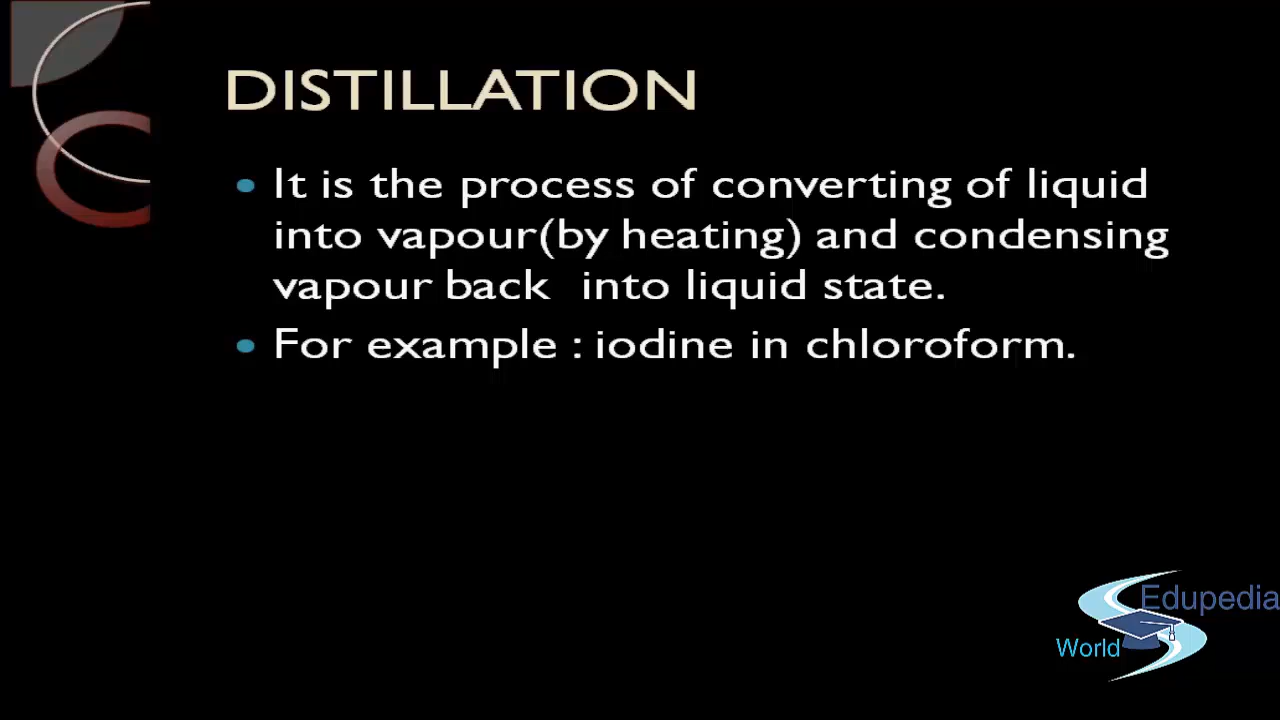 DISTILLATION
• It is the process of converting of liquid
into vapour(by heating) and condensing
vapour back into liquid state.
• For example : iodine in chloroform.
Edupedia
World